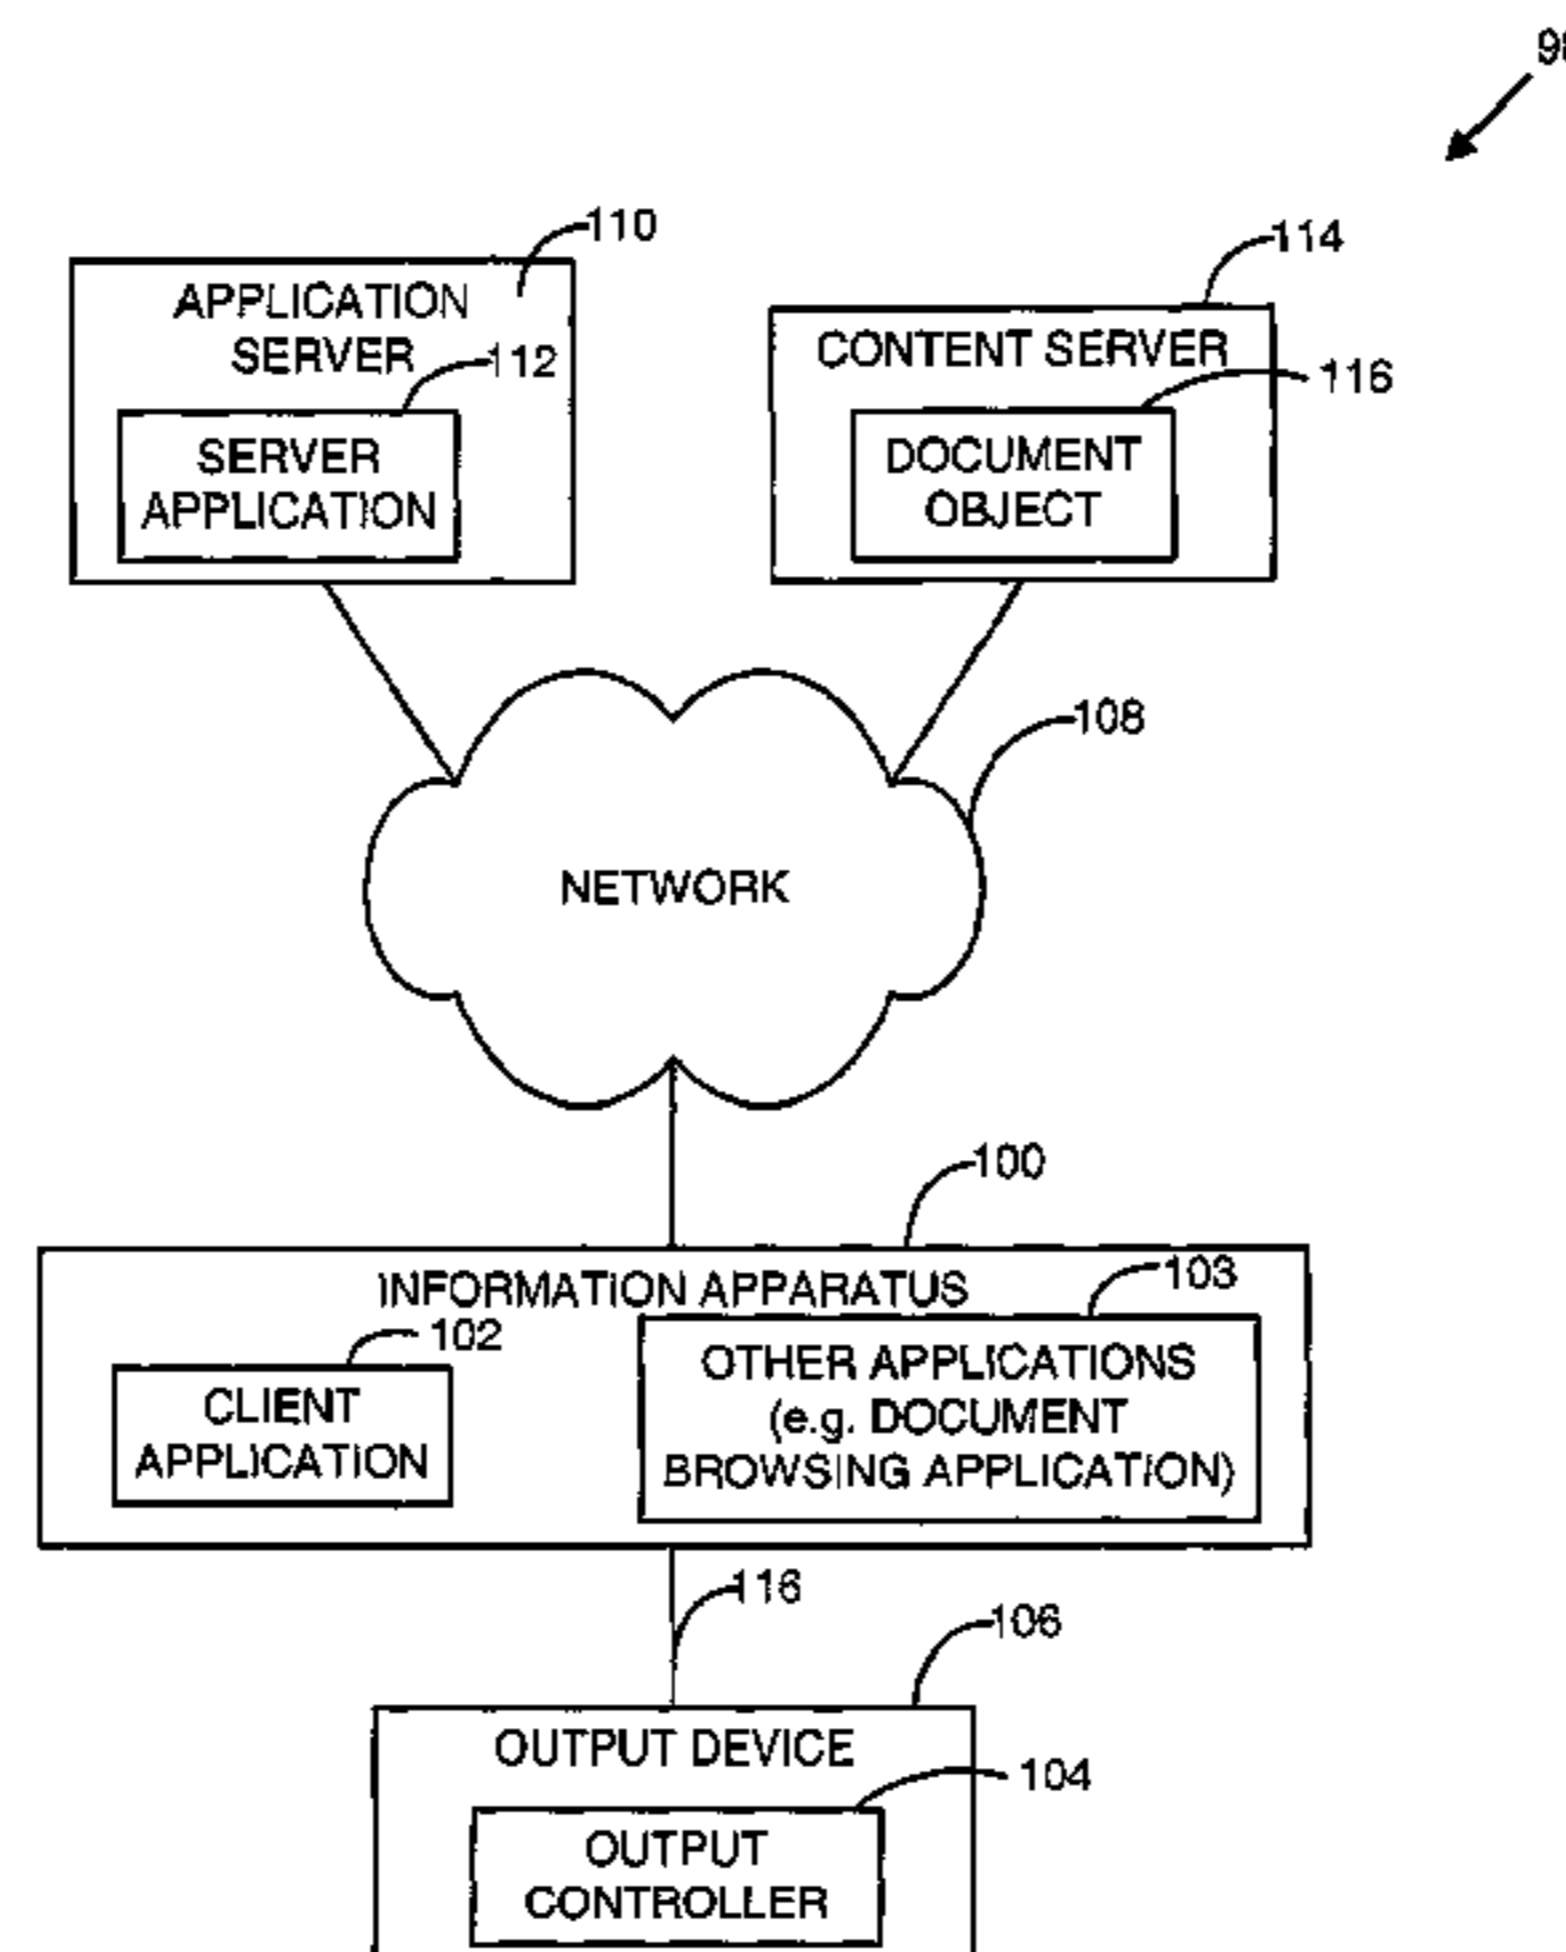 110
114
APPLICATION
SERVER
112
CONTENT SERVER
116
SERVER
APPLICATION
DOCUMENT
OBJECT
108
NETWORK
100
INFORMATION APPARATUS
103
102
OTHER APPLICATIONS
(e.g. DOCUMENT
BROWSING APPLICATION)
CLIENT
APPLICATION
116
106
OUTPUT DEVICE
104
OUTPUT
CONTROLLER